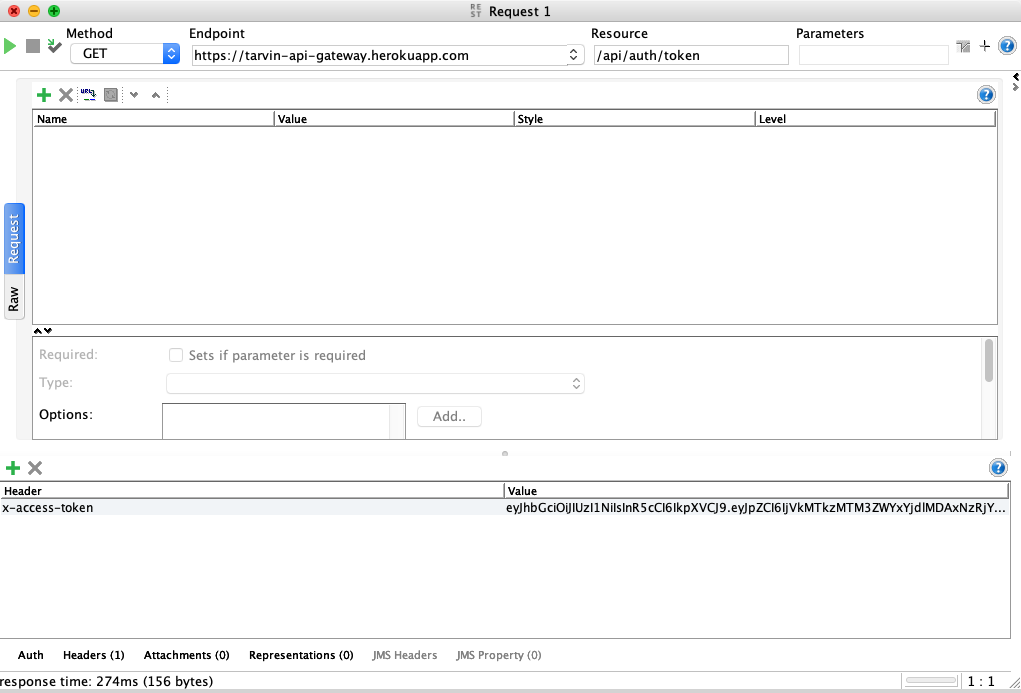 REST Request 1
Method Endpoint Resource Parameters
GET https://tarvin-api-gateway.herokuapp.com /api/auth/token
Name Value Style Level
Request
Raw
Required: Sets if parameter is required
Type:
Options: Add..
Header Value
x-access-token eyJhbGciOiJIUzI1NiIsInR5cCI6IkpXVCJ9.eyJpZCI6IjVkMTkzMTM3ZWYxYjdlMDAxNzRjY...
Auth Headers (1) Attachments (0) Representations (0) JMS Headers JMS Property (0)
response time: 274ms (156 bytes) 1 : 1